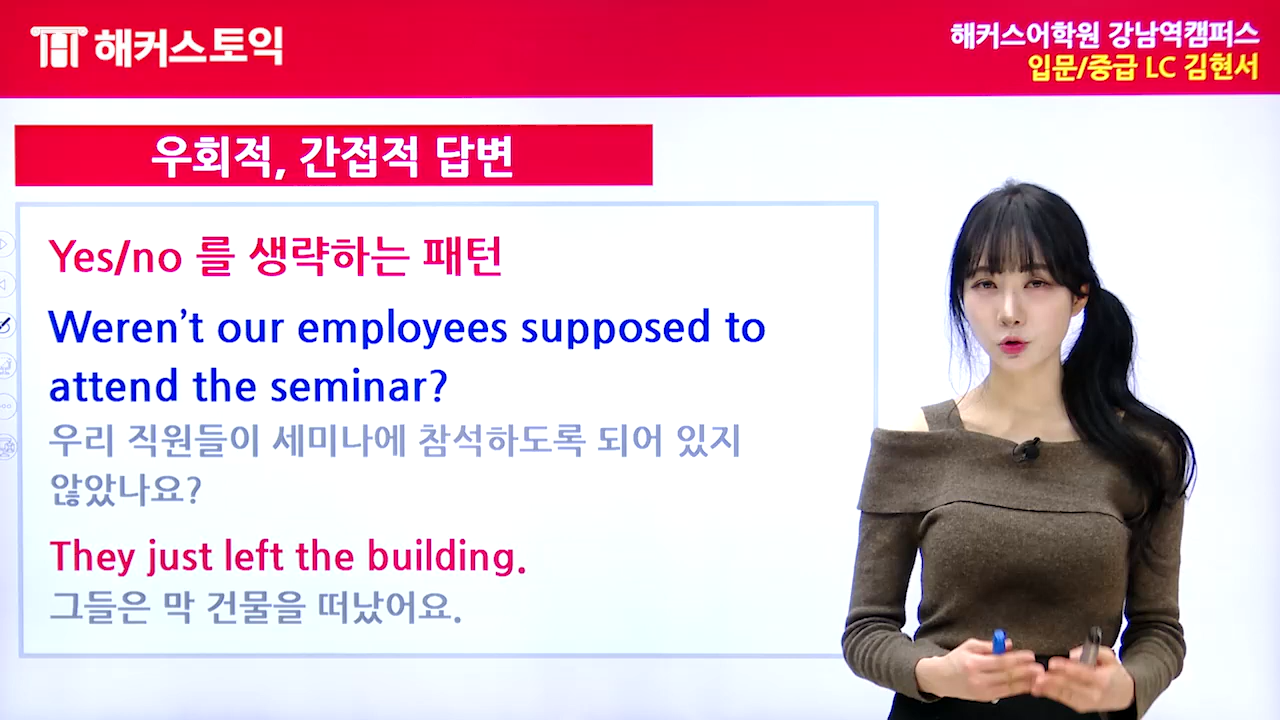 해커스토익
해커스어학원 강남역캠퍼스
입문/중급 LC 김현서
우회적, 간접적 답변
Yes/no 를 생략하는 패턴
Weren’t our employees supposed to
attend the seminar?
우리 직원들이 세미나에 참석하도록 되어 있지
않았나요?
They just left the building.
그들은 막 건물을 떠났어요.